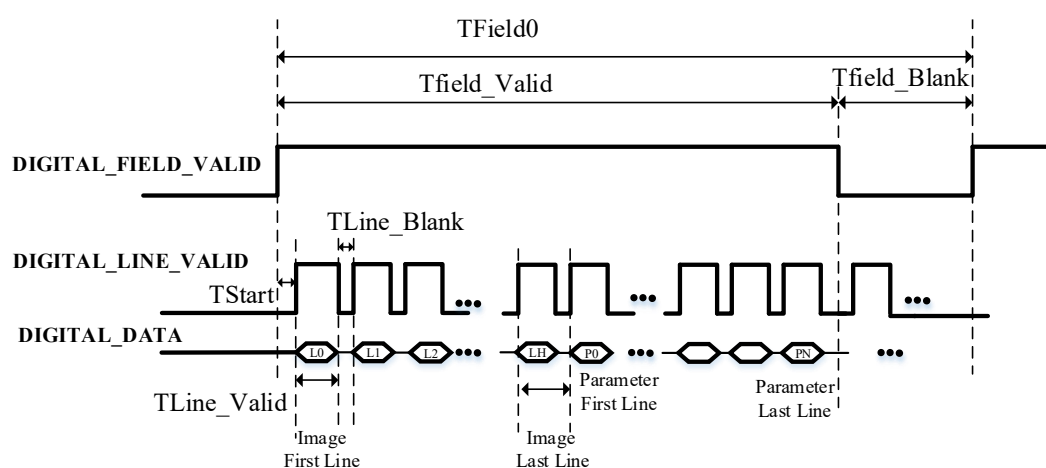 TField0
Tfield_Valid
Tfield_Blank
DIGITAL_FIELD_VALID
TLine_Blank
DIGITAL_LINE_VALID
TStart
DIGITAL_DATA
L0
L1
L2
LH
P0
PN
TLine_Valid
Parameter
First Line
Parameter
Last Line
Image
First Line
Image
Last Line